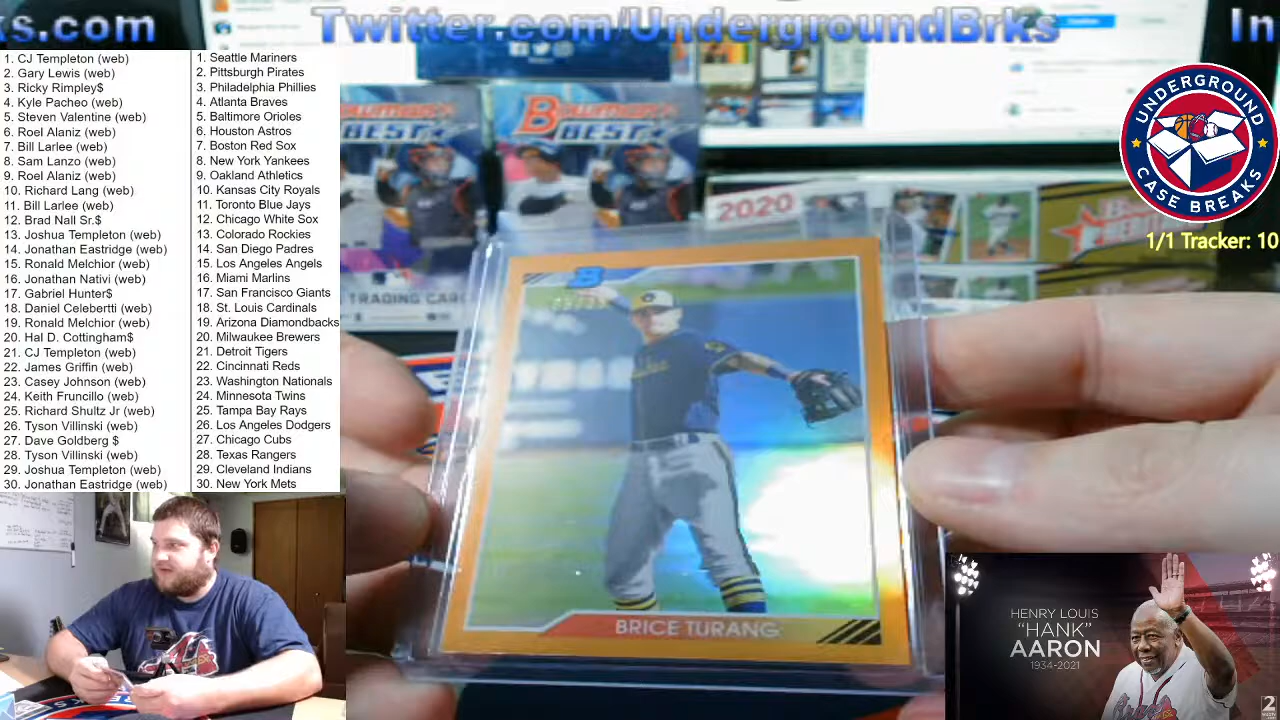 s.com Twitter.com/UndergroundBrks In
1. CJ Templeton (web)
2. Gary Lewis (web)
3. Ricky Rimpley$
4. Kyle Pacheo (web)
5. Steven Valentine (web)
6. Roel Alaniz (web)
7. Bill Larlee (web)
8. Sam Lanzo (web)
9. Roel Alaniz (web)
10. Richard Lang (web)
11. Bill Larlee (web)
12. Brad Nall Sr.$
13. Joshua Templeton (web)
14. Jonathan Eastridge (web)
15. Ronald Melchior (web)
16. Jonathan Nativi (web)
17. Gabriel Hunter$
18. Daniel Celebertti (web)
19. Ronald Melchior (web)
20. Hal D. Cottingham$
21. CJ Templeton (web)
22. James Griffin (web)
23. Casey Johnson (web)
24. Keith Fruncillo (web)
25. Richard Shultz Jr (web)
26. Tyson Villinski (web)
27. Dave Goldberg $
28. Tyson Villinski (web)
29. Joshua Templeton (web)
30. Jonathan Eastridge (web)
1. Seattle Mariners
2. Pittsburgh Pirates
3. Philadelphia Phillies
4. Atlanta Braves
5. Baltimore Orioles
6. Houston Astros
7. Boston Red Sox
8. New York Yankees
9. Oakland Athletics
10. Kansas City Royals
11. Toronto Blue Jays
12. Chicago White Sox
13. Colorado Rockies
14. San Diego Padres
15. Los Angeles Angels
16. Miami Marlins
17. San Francisco Giants
18. St. Louis Cardinals
19. Arizona Diamondbacks
20. Milwaukee Brewers
21. Detroit Tigers
22. Cincinnati Reds
23. Washington Nationals
24. Minnesota Twins
25. Tampa Bay Rays
26. Los Angeles Dodgers
27. Chicago Cubs
28. Texas Rangers
29. Cleveland Indians
30. New York Mets
BOWMAN'S
BEST
BOWMAN'S
BEST
TRADING CAR
2020
B
BRICE TURANG
UNDERGROUND
CASE BREAKS
1/1 Tracker: 10
HENRY LOUIS
"HANK"
AARON
1934-2021
2